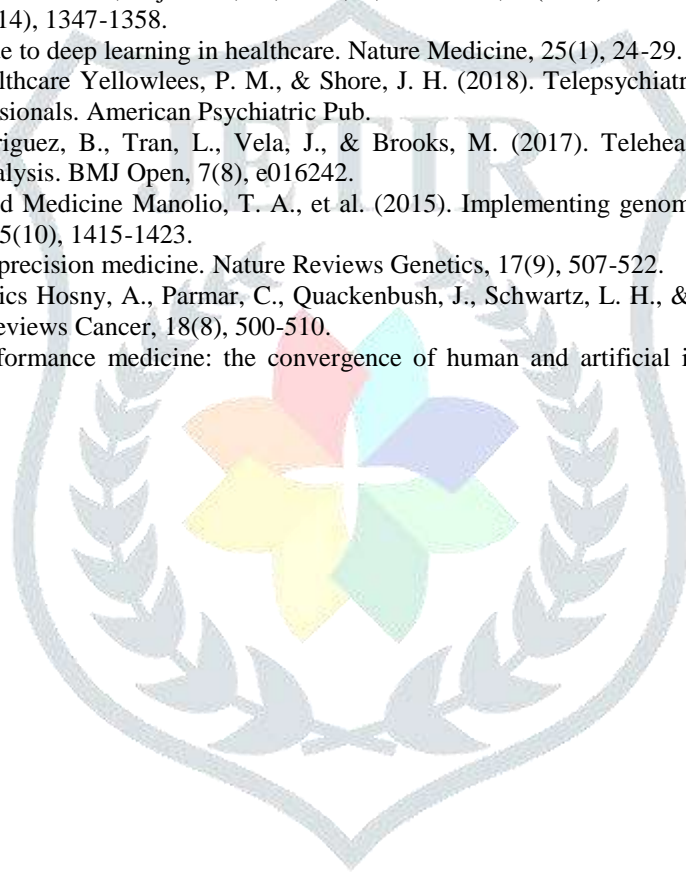 14), 1347-1358.
e to deep learning in healthcare. Nature Medicine, 25(1), 24-29.
lthcare Yellowlees, P. M., & Shore, J. H. (2018). Telepsychiatr
sionals. American Psychiatric Pub.
riguez, B., Tran, L., Vela, J., & Brooks, M. (2017). Telehea
alysis. BMJ Open, 7(8), e016242.
d Medicine Manolio, T. A., et al. (2015). Implementing genom
5(10), 1415-1423.
precision medicine. Nature Reviews Genetics, 17(9), 507-522.
ics Hosny, A., Parmar, C., Quackenbush, J., Schwartz, L. H., &
eviews Cancer, 18(8), 500-510.
formance medicine: the convergence of human and artificial i
JETIR